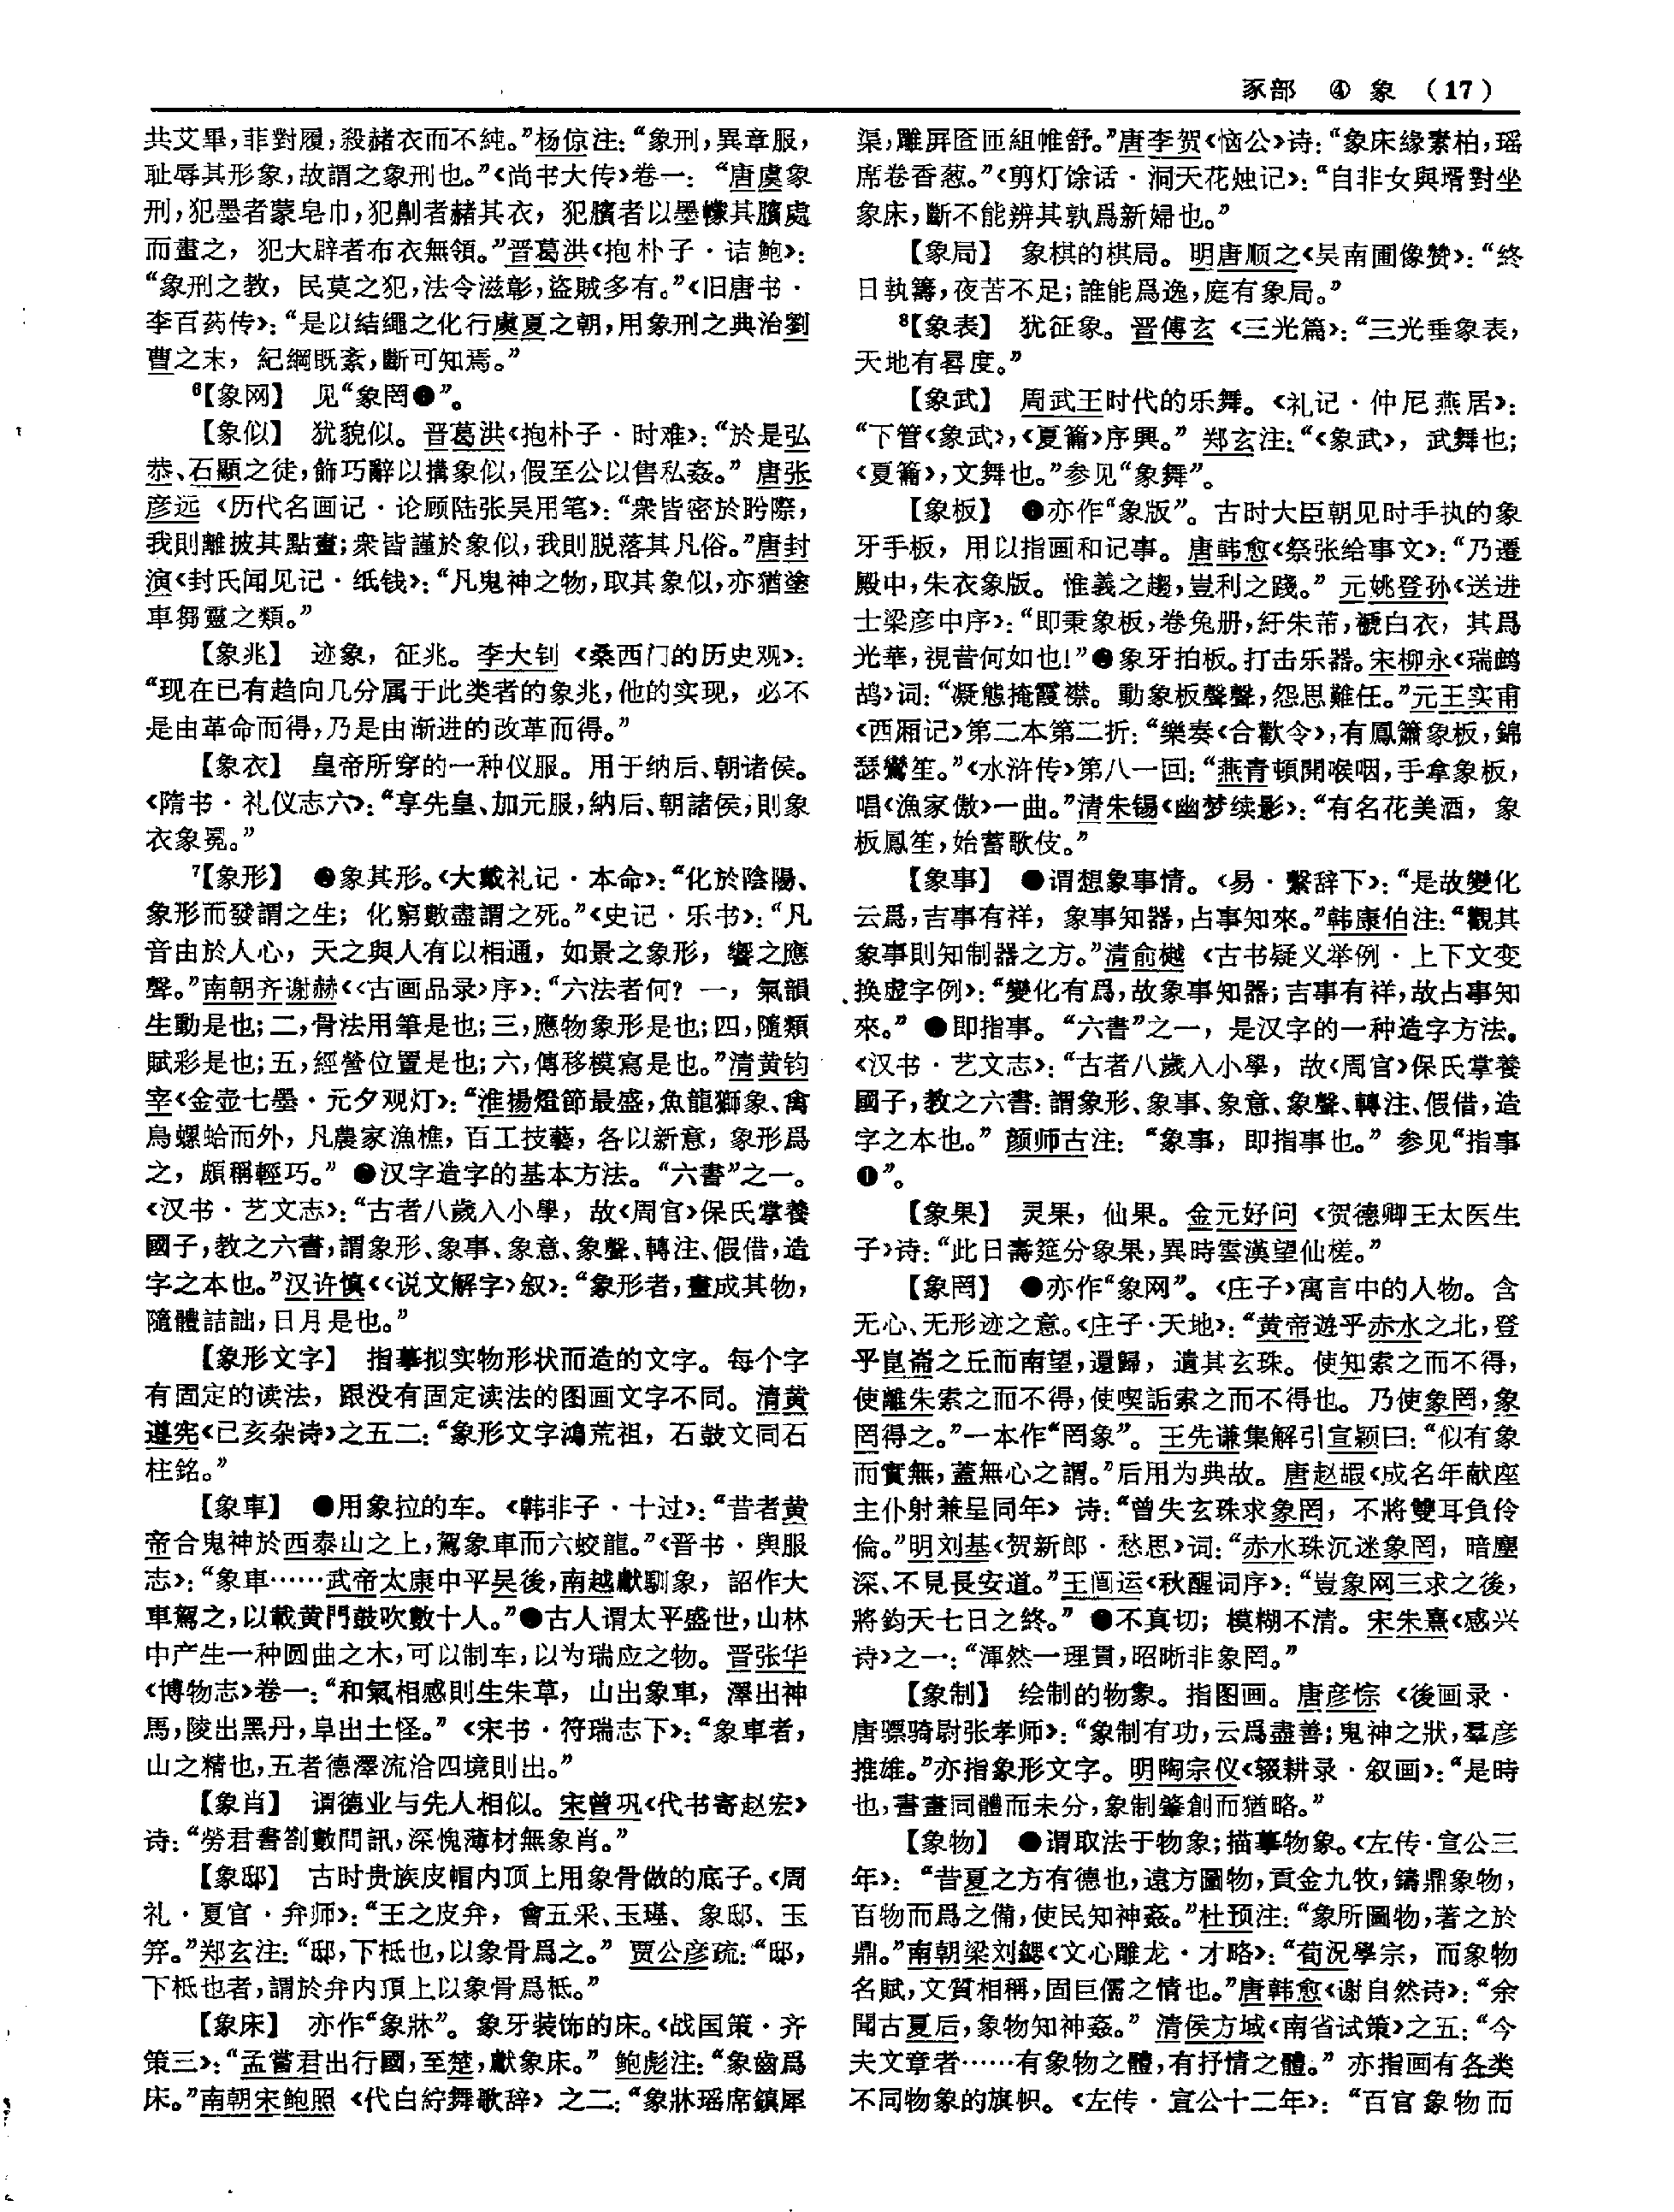 豕部 ④ 象 (17)
共艾畢,菲對屨,殺赭衣而不純。”杨倞注:“象刑,異章服,
耻辱其形象,故謂之象刑也。”《尚书大传》卷一: “唐虞象
刑,犯墨者蒙皂巾,犯劓者赭其衣, 犯臏者以墨幪其臏處
而畫之, 犯大辟者布衣無領。”晋葛洪《抱朴子·诘鲍》:
“象刑之教, 民莫之犯,法令滋彰,盜賊多有。”《旧唐书·
李百药传》:“是以結繩之化行虞夏之朝,用象刑之典治劉
曹之末, 紀綱既紊,斷可知焉。”
⁶【象网】 见“象罔❶”。
【象似】 犹貌似。晋葛洪《抱朴子·时难》:“於是弘
恭、石顯之徒,飾巧辭以搆象似,假至公以售私姦。” 唐张
彦远 《历代名画记·论顾陆张吴用笔》:“衆皆密於盻際,
我則離披其點畫;衆皆謹於象似,我則脱落其凡俗。”唐封
演《封氏闻见记·纸钱》:“凡鬼神之物,取其象似,亦猶塗
車芻靈之類。”
【象兆】 迹象, 征兆。 李大钊 《桑西门的历史观》:
“现在已有趋向几分属于此类者的象兆,他的实现, 必不
是由革命而得,乃是由渐进的改革而得。”
【象衣】 皇帝所穿的一种仪服。用于纳后、朝诸侯。
《隋书·礼仪志六》:“享先皇、加元服,納后、朝諸侯,則象
衣象冕。”
⁷【象形】 ❶象其形。《大戴礼记·本命》:“化於陰陽、
象形而發謂之生; 化窮數盡謂之死。”《史记·乐书》:“凡
音由於人心, 天之與人有以相通, 如景之象形, 響之應
聲。”南朝齐谢赫《〈古画品录〉序》:“六法者何? 一, 氣韻
生動是也;二,骨法用筆是也;三,應物象形是也;四,隨類
賦彩是也;五,經營位置是也;六,傳移模寫是也。”清黄钧
宰《金壶七墨·元夕观灯》:“淮揚燈節最盛,魚龍獅象、禽
鳥螺蛤而外, 凡農家漁樵, 百工技藝, 各以新意, 象形爲
之, 頗稱輕巧。” ❷汉字造字的基本方法。“六書”之一。
《汉书·艺文志》:“古者八歲入小學, 故《周官》保氏掌養
國子,教之六書,謂象形、象事、象意、象聲、轉注、假借,造
字之本也。”汉许慎《〈说文解字〉叙》:“象形者,畫成其物,
隨體詰詘,日月是也。”
【象形文字】 指摹拟实物形状而造的文字。每个字
有固定的读法, 跟没有固定读法的图画文字不同。清黄
遵宪《己亥杂诗》之五二:“象形文字鴻荒祖, 石鼓文同石
柱銘。”
【象車】 ❶用象拉的车。《韩非子·十过》:“昔者黄
帝合鬼神於西泰山之上,駕象車而六蛟龍。”《晋书·舆服
志》:“象車……武帝太康中平吴後,南越獻馴象, 詔作大
車駕之,以載黄門鼓吹數十人。”❷古人谓太平盛世,山林
中产生一种圆曲之木,可以制车,以为瑞应之物。晋张华
《博物志》卷一:“和氣相感則生朱草, 山出象車, 澤出神
馬,陵出黑丹,阜出土怪。” 《宋书·符瑞志下》:“象車者,
山之精也,五者德澤流洽四境則出。”
【象肖】 谓德业与先人相似。宋曾巩《代书寄赵宏》
诗:“勞君書劄數問訊,深愧薄材無象肖。”
【象邸】 古时贵族皮帽内顶上用象骨做的底子。《周
礼·夏官·弁师》:“王之皮弁, 會五采、玉璂、象邸、玉
笄。”郑玄注:“邸,下柢也,以象骨爲之。” 贾公彦疏:“邸,
下柢也者,謂於弁内頂上以象骨爲柢。”
【象床】 亦作“象牀”。象牙装饰的床。《战国策·齐
策三》:“孟嘗君出行國,至楚,獻象床。” 鲍彪注:“象齒爲
床。”南朝宋鲍照 《代白紵舞歌辞》 之二:“象牀瑶席鎮犀
渠,雕屏匼匝組帷舒。”唐李贺《恼公》诗:“象床缘素柏,瑶
席卷香葱。”《剪灯馀话·洞天花烛记》:“自非女與壻對坐
象床,斷不能辨其孰爲新婦也。”
【象局】 象棋的棋局。明唐顺之《吴南圃像赞》:“終
日執籌,夜苦不足;誰能爲逸,庭有象局。”
⁸【象表】 犹征象。晋傅玄 《三光篇》:“三光垂象表,
天地有晷度。”
【象武】 周武王时代的乐舞。《礼记·仲尼燕居》:
“下管《象武》,《夏籥》序興。” 郑玄注:“《象武》, 武舞也;
《夏籥》,文舞也。”参见“象舞”。
【象板】 ❶亦作“象版”。古时大臣朝见时手执的象
牙手板, 用以指画和记事。唐韩愈《祭张给事文》:“乃遷
殿中,朱衣象版。惟義之趨,豈利之踐。” 元姚登孙《送进
士梁彦中序》:“即秉象板,卷兔册,紆朱芾,褫白衣, 其爲
光華,視昔何如也!”❷象牙拍板。打击乐器。宋柳永《瑞鹧
鸪》词:“凝態掩霞襟。動象板聲聲,怨思難任。”元王实甫
《西厢记》第二本第二折:“樂奏《合歡令》,有鳳簫象板,錦
瑟鸞笙。”《水浒传》第八一回:“燕青頓開喉咽,手拿象板,
唱《漁家傲》一曲。”清朱锡《幽梦续影》:“有名花美酒, 象
板鳳笙,始蓄歌伎。”
【象事】 ❶谓想象事情。《易·繫辞下》:“是故變化
云爲,吉事有祥, 象事知器,占事知來。”韩康伯注:“觀其
象事則知制器之方。”清俞樾 《古书疑义举例·上下文变
换虚字例》:“變化有爲,故象事知器;吉事有祥,故占事知
來。” ❷即指事。“六書”之一, 是汉字的一种造字方法。
《汉书·艺文志》:“古者八歲入小學, 故《周官》保氏掌養
國子,教之六書:謂象形、象事、象意、象聲、轉注、假借,造
字之本也。” 颜师古注: “象事, 即指事也。” 参见“指事
❶”。
【象果】 灵果, 仙果。金元好问 《贺德卿王太医生
子》诗:“此日壽筵分象果,異時雲漢望仙槎。”
【象罔】 ❶亦作“象网”。《庄子》寓言中的人物。含
无心、无形迹之意。《庄子·天地》:“黄帝遊乎赤水之北,登
乎崑崙之丘而南望,還歸, 遺其玄珠。使知索之而不得,
使離朱索之而不得,使喫詬索之而不得也。乃使象罔,象
罔得之。”一本作“罔象”。王先谦集解引宣颖曰:“似有象
而實無,蓋無心之謂。”后用为典故。唐赵嘏《成名年献座
主仆射兼呈同年》 诗:“曾失玄珠求象罔, 不將雙耳負伶
倫。”明刘基《贺新郎·愁思》词:“赤水珠沉迷象罔, 暗塵
深、不見長安道。”王闿运《秋醒词序》:“豈象网三求之後,
將鈞天七日之終。” ❷不真切; 模糊不清。宋朱熹《感兴
诗》之一:“渾然一理貫,昭晰非象罔。”
【象制】 绘制的物象。指图画。唐彦悰 《後画录·
唐骠骑尉张孝师》:“象制有功,云爲盡善;鬼神之狀,羣彦
推雄。”亦指象形文字。明陶宗仪《辍耕录·叙画》:“是時
也,書畫同體而未分,象制肇創而猶略。”
【象物】 ❶谓取法于物象;描摹物象。《左传·宣公三
年》: “昔夏之方有德也,遠方圖物,貢金九牧,鑄鼎象物,
百物而爲之備,使民知神姦。”杜预注:“象所圖物,著之於
鼎。”南朝梁刘勰《文心雕龙·才略》:“荀況學宗, 而象物
名賦,文質相稱,固巨儒之情也。”唐韩愈《谢自然诗》:“余
聞古夏后,象物知神姦。” 清侯方域《南省试策》之五:“今
夫文章者……有象物之體,有抒情之體。” 亦指画有各类
不同物象的旗帜。《左传·宣公十二年》: “百官象物而